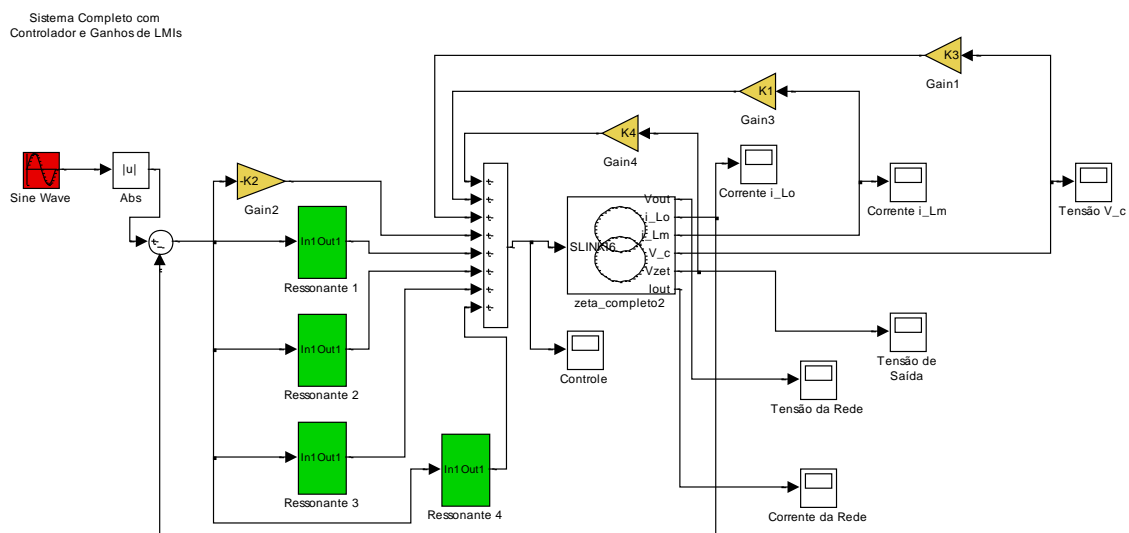 Sistema Completo com
Controlador e Ganhos de LMIs
K3
Gain1
K1
Gain3
K4
Gain4
Sine Wave
|u|
Abs
-K2
Gain2
Corrente i_Lo
Corrente i_Lm
Tensão V_c
In1Out1
Ressonante 1
SLINKI6
Vout
i_Lo
i_Lm
V_c
Vzet
Iout
zeta_completo2
In1Out1
Ressonante 2
Controle
Tensão de
Saída
Tensão da Rede
In1Out1
Ressonante 3
In1Out1
Ressonante 4
Corrente da Rede